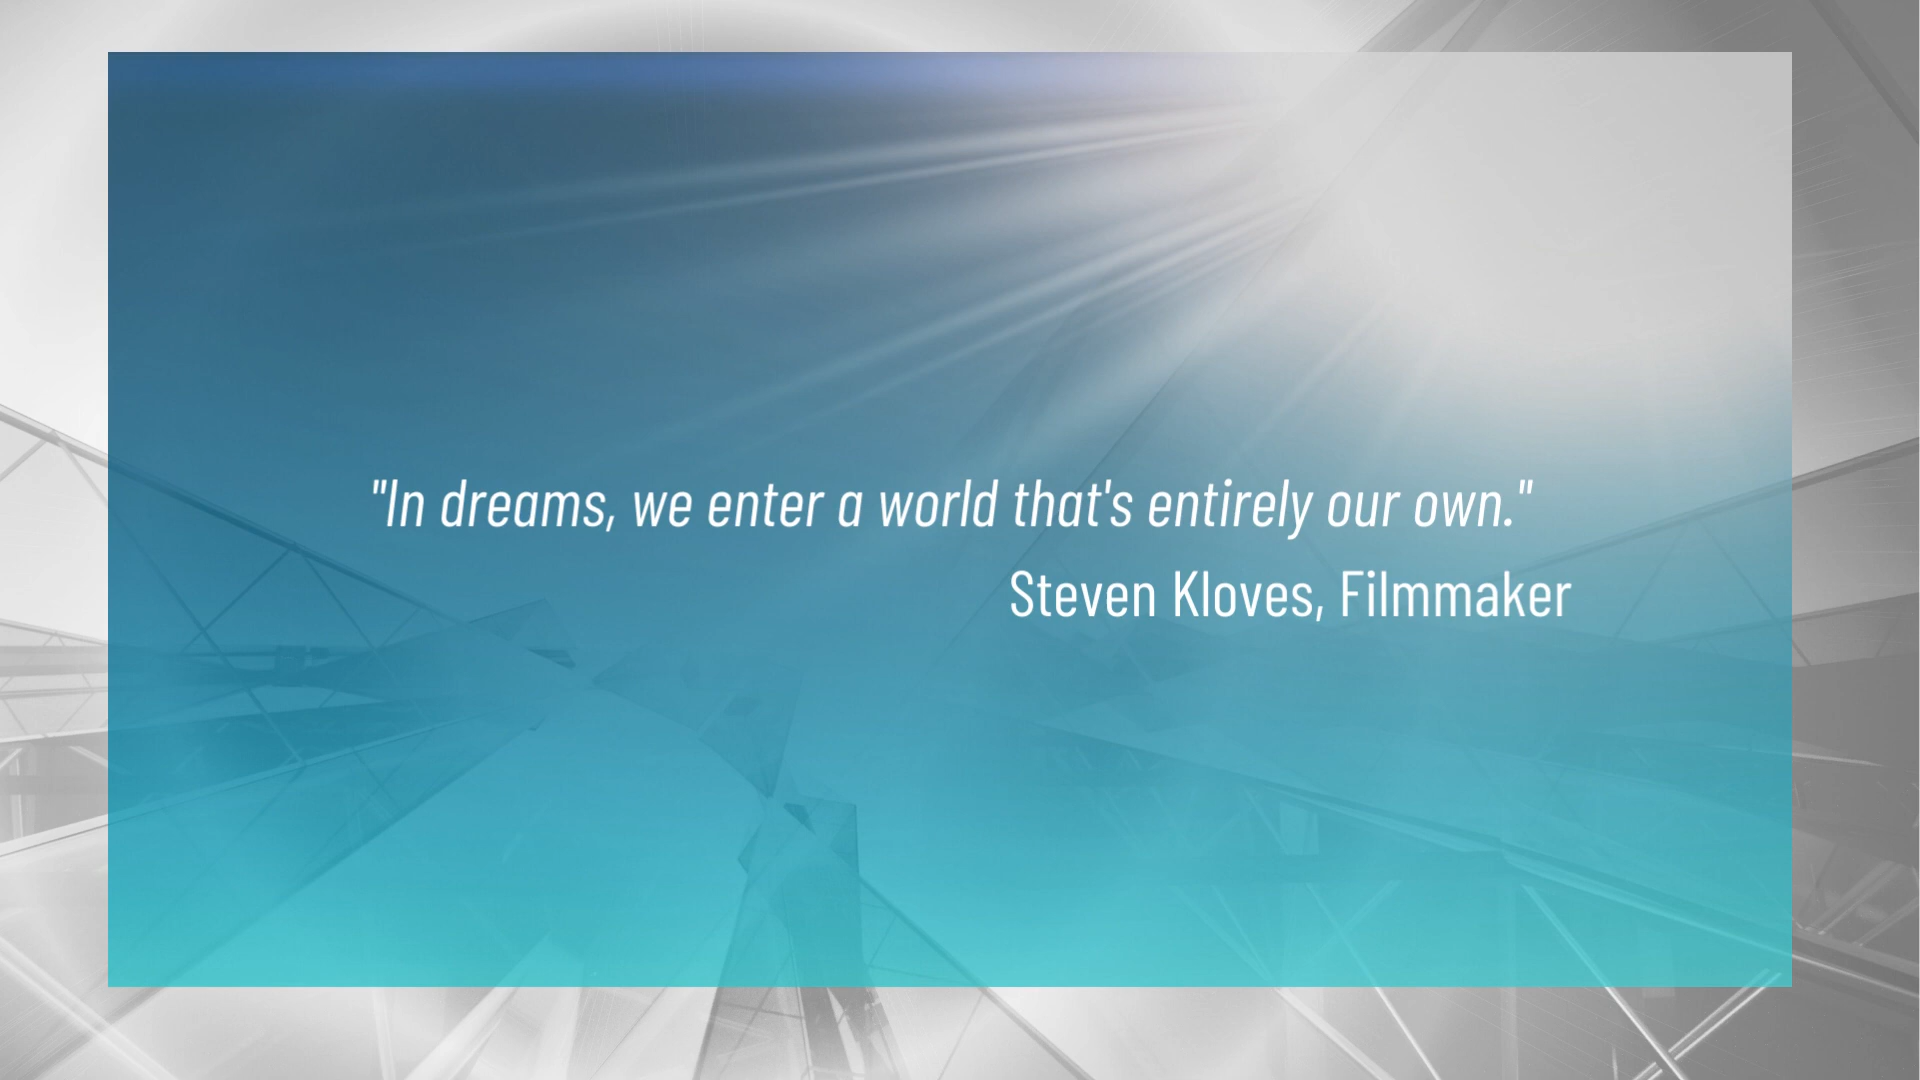 "In dreams, we enter a world that's entirely our own."
Steven Kloves, Filmmaker